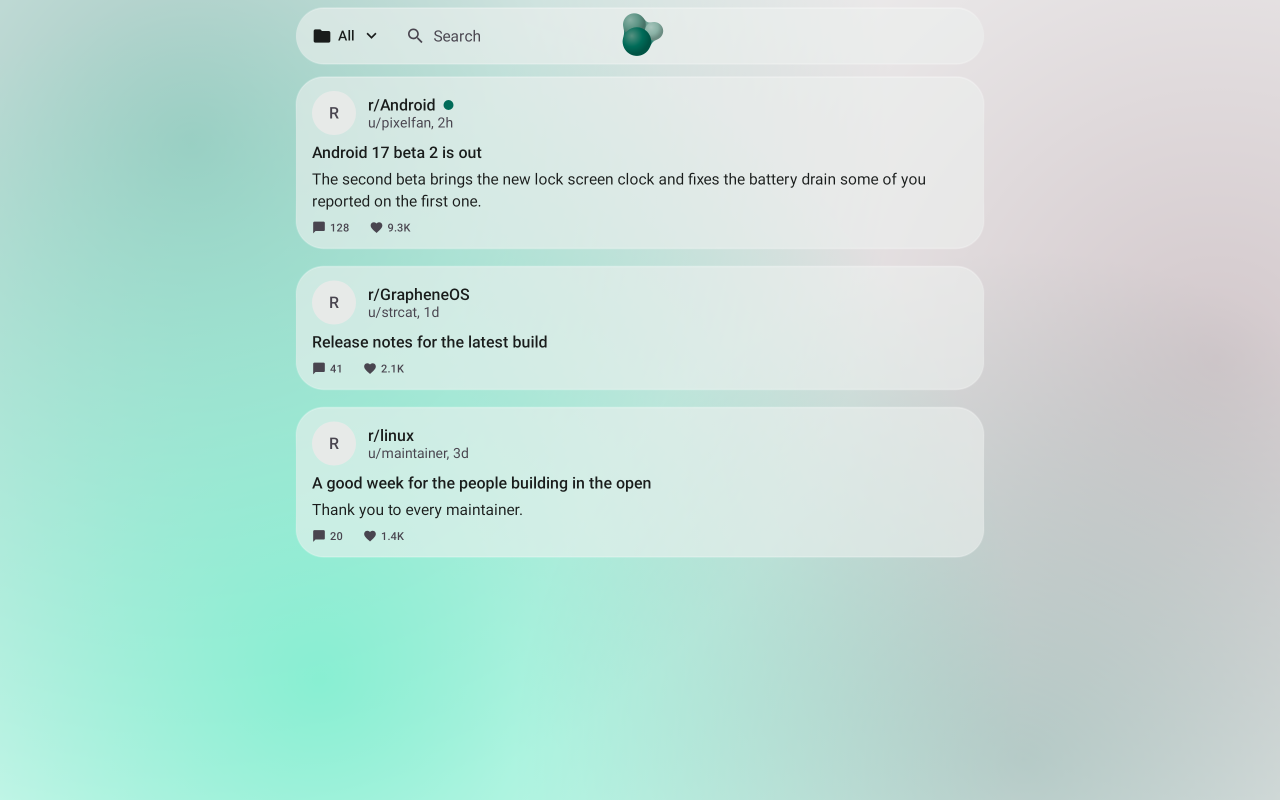 All
Search
R
r/Android
u/pixelfan, 2h
Android 17 beta 2 is out
The second beta brings the new lock screen clock and fixes the battery drain some of you
reported on the first one.
128 9.3K
R
r/GrapheneOS
u/strcat, 1d
Release notes for the latest build
41 2.1K
R
r/linux
u/maintainer, 3d
A good week for the people building in the open
Thank you to every maintainer.
20 1.4K